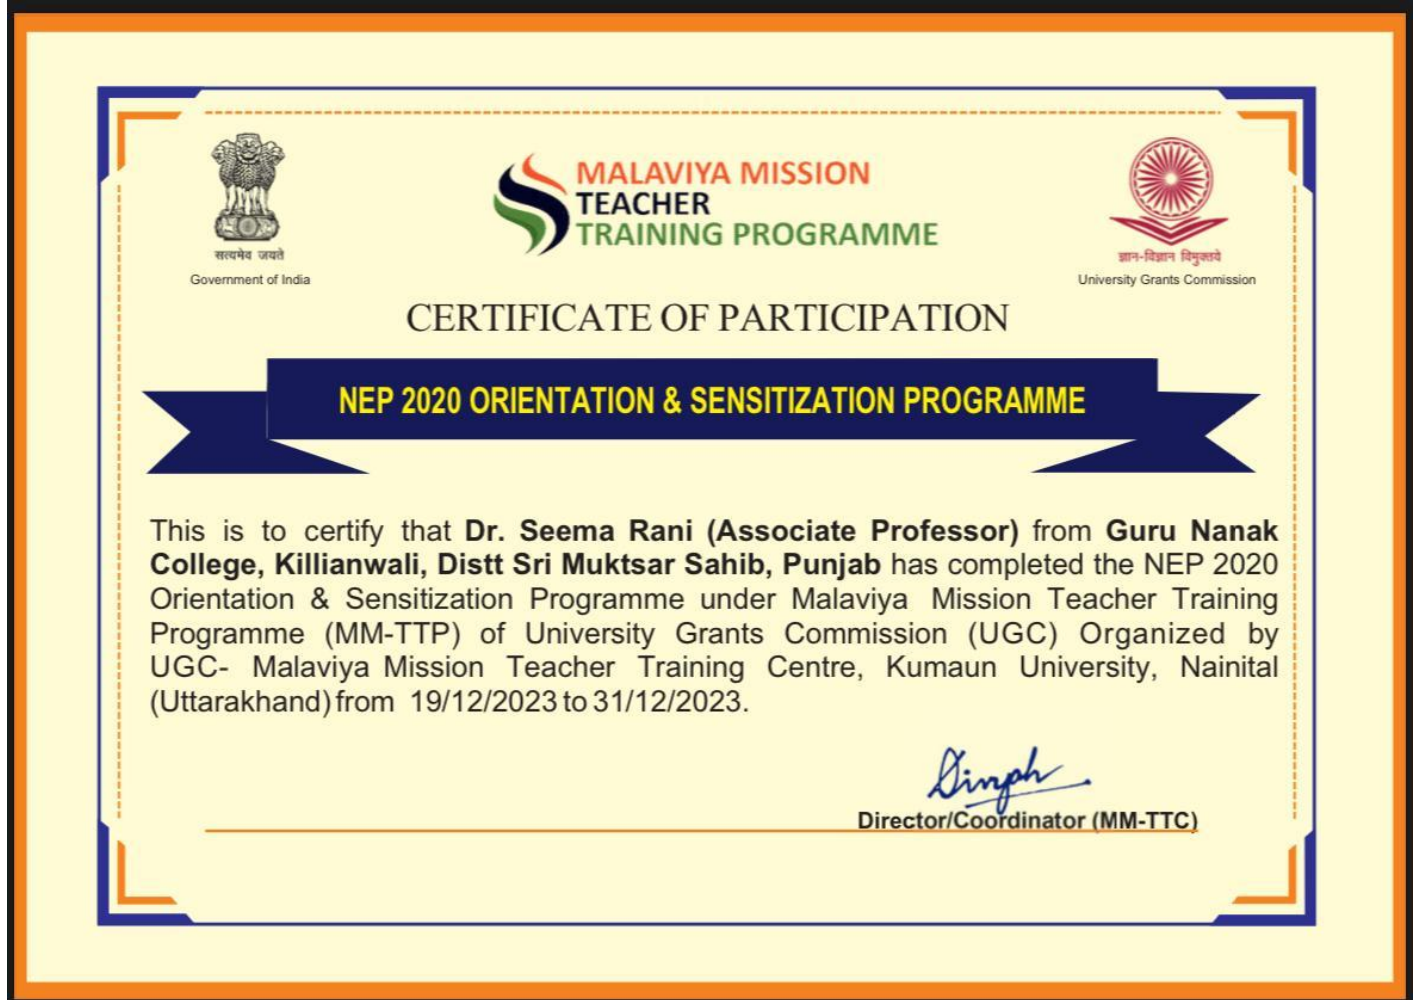 सत्यमेव जयते
Government of India
MALAVIYA MISSION
TEACHER
TRAINING PROGRAMME
ज्ञान-विज्ञान विमुक्तये
University Grants Commission
CERTIFICATE OF PARTICIPATION
NEP 2020 ORIENTATION & SENSITIZATION PROGRAMME
This is to certify that Dr. Seema Rani (Associate Professor) from Guru Nanak
College, Killianwali, Distt Sri Muktsar Sahib, Punjab has completed the NEP 2020
Orientation & Sensitization Programme under Malaviya Mission Teacher Training
Programme (MM-TTP) of University Grants Commission (UGC) Organized by
UGC- Malaviya Mission Teacher Training Centre, Kumaun University, Nainital
(Uttarakhand) from 19/12/2023 to 31/12/2023.
Director/Coordinator (MM-TTC)